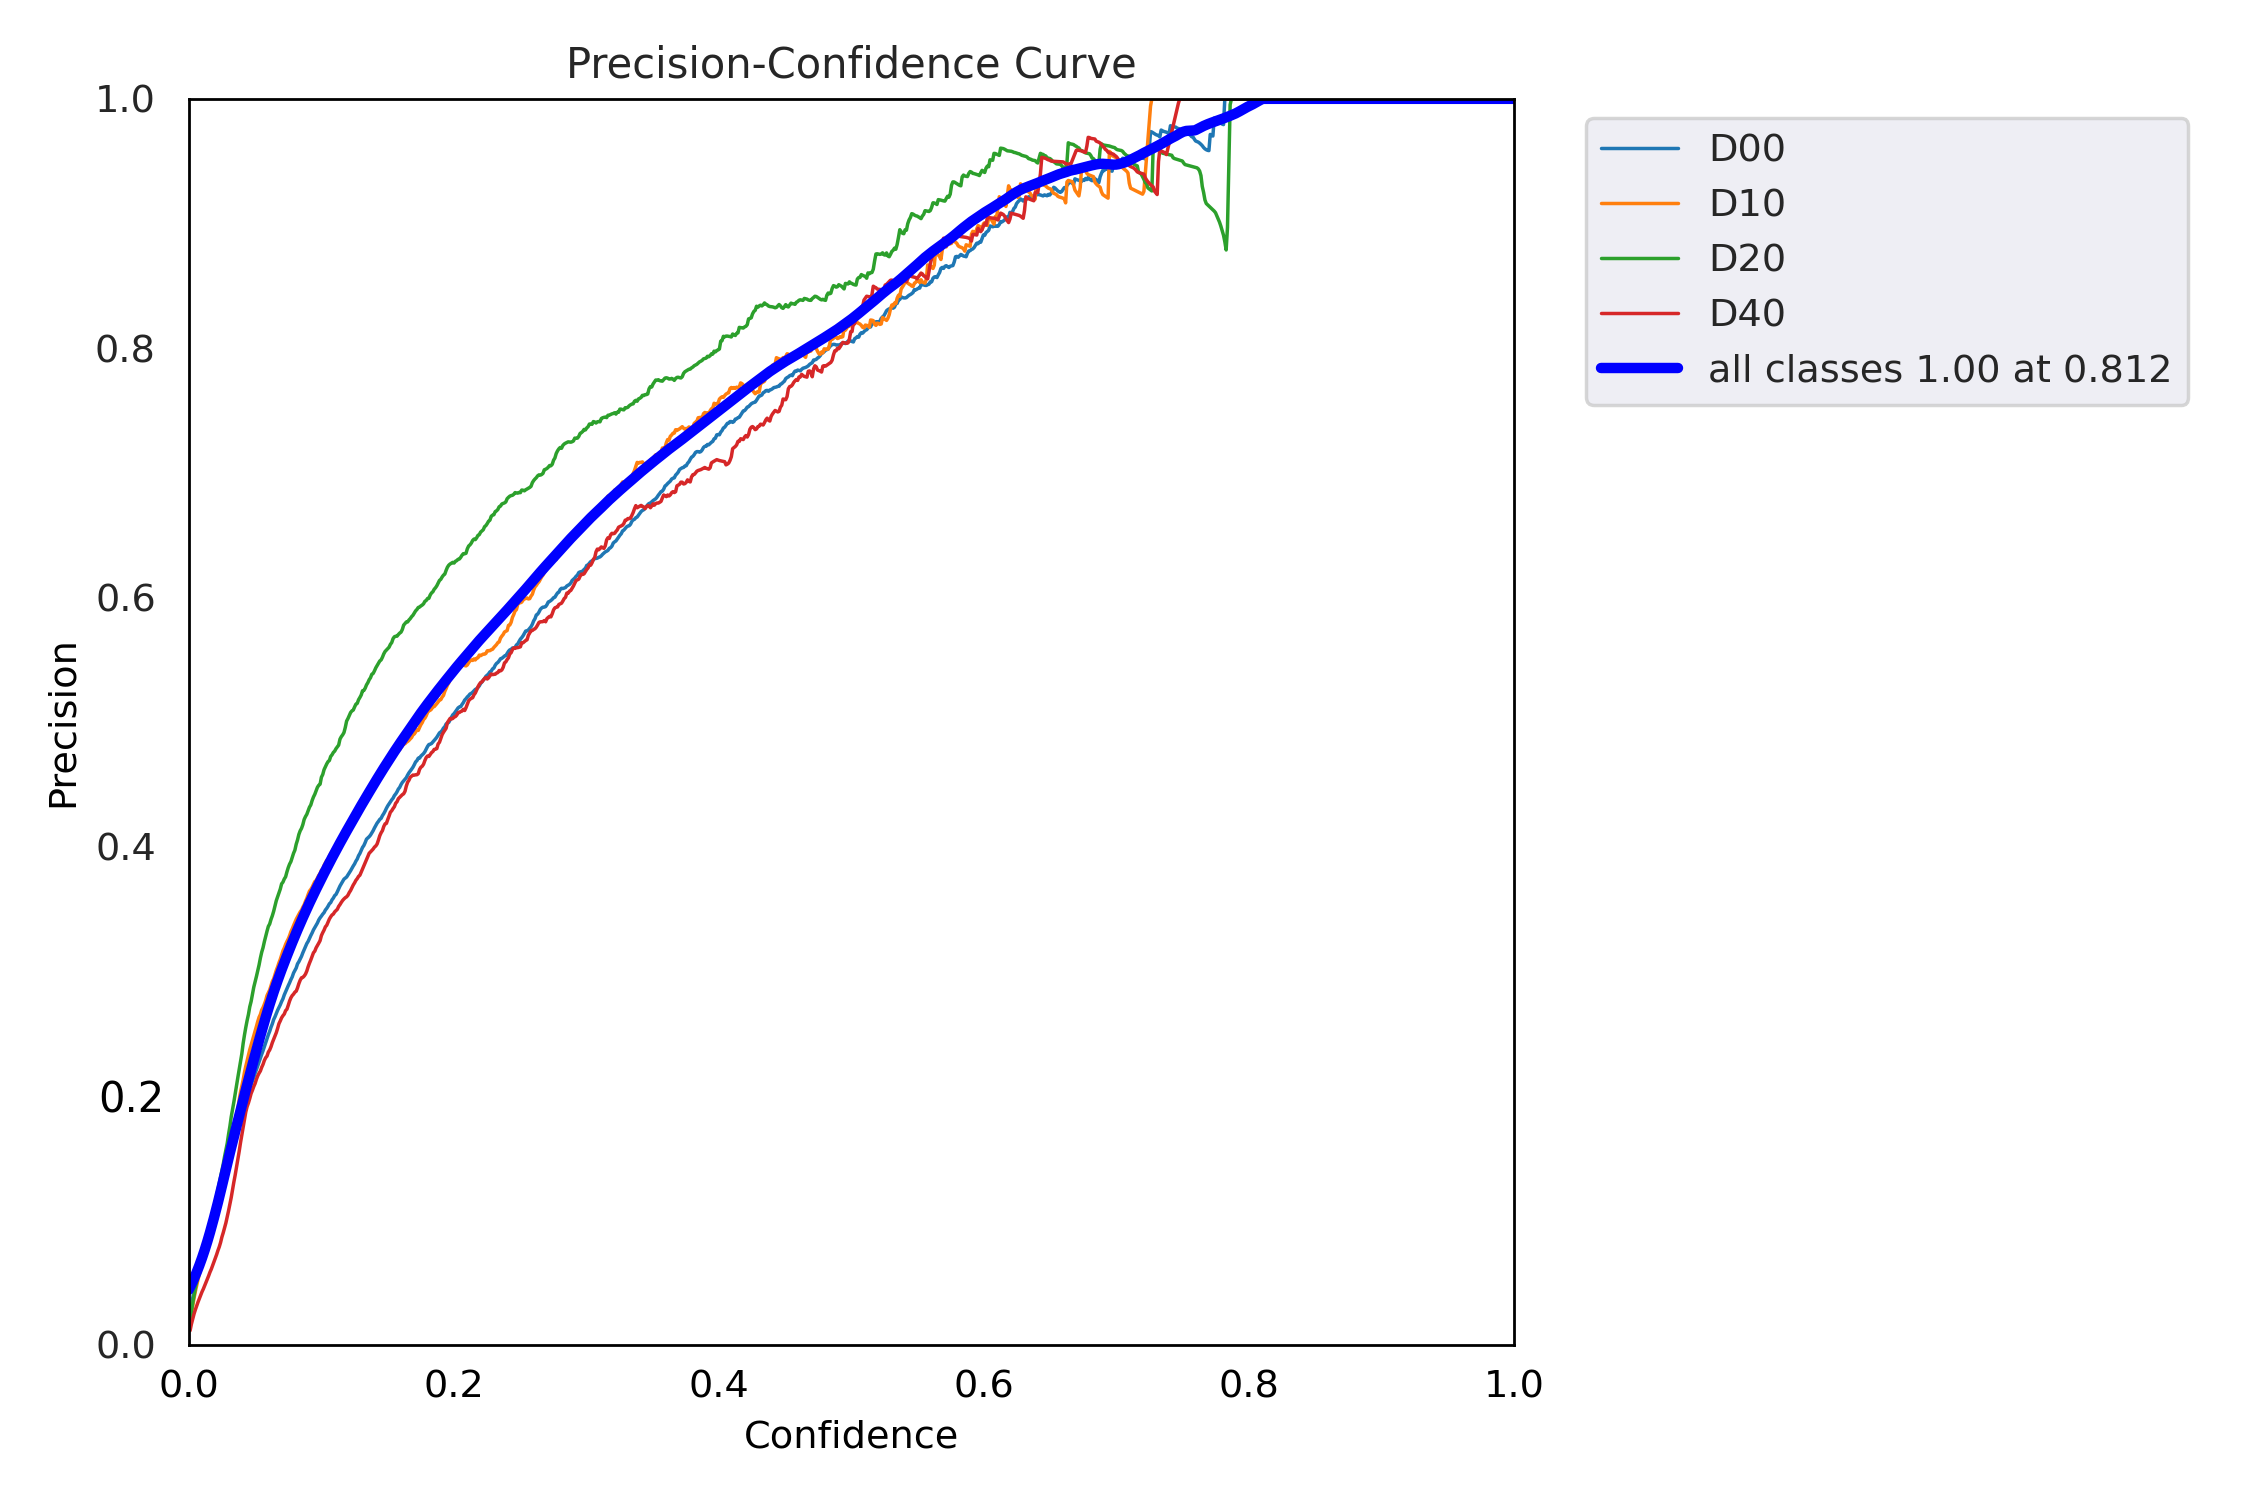 Precision-Confidence Curve
1.0
0.8
0.6
0.4
0.2
0.0
Precision
0.0 0.2 0.4 0.6 0.8 1.0
Confidence
D00
D10
D20
D40
all classes 1.00 at 0.812